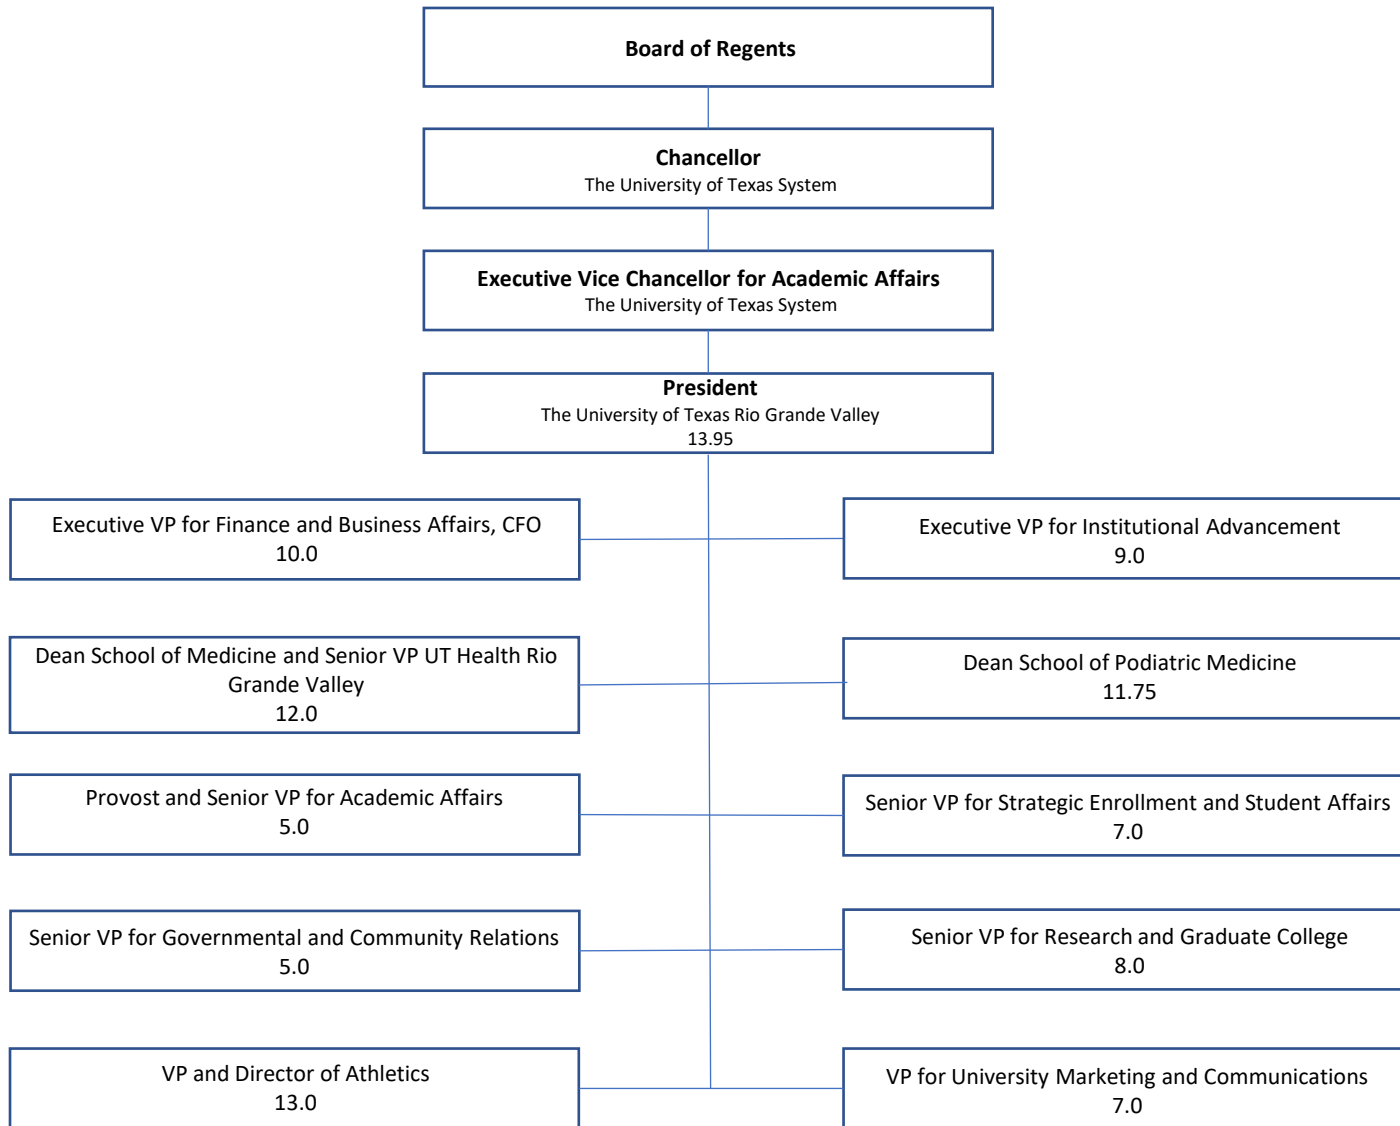 Board of Regents
Chancellor
The University of Texas System
Executive Vice Chancellor for Academic Affairs
The University of Texas System
President
The University of Texas Rio Grande Valley
13.95
Executive VP for Finance and Business Affairs, CFO
10.0
Executive VP for Institutional Advancement
9.0
Dean School of Medicine and Senior VP UT Health Rio
Grande Valley
12.0
Dean School of Podiatric Medicine
11.75
Provost and Senior VP for Academic Affairs
5.0
Senior VP for Strategic Enrollment and Student Affairs
7.0
Senior VP for Governmental and Community Relations
5.0
Senior VP for Research and Graduate College
8.0
VP and Director of Athletics
13.0
VP for University Marketing and Communications
7.0